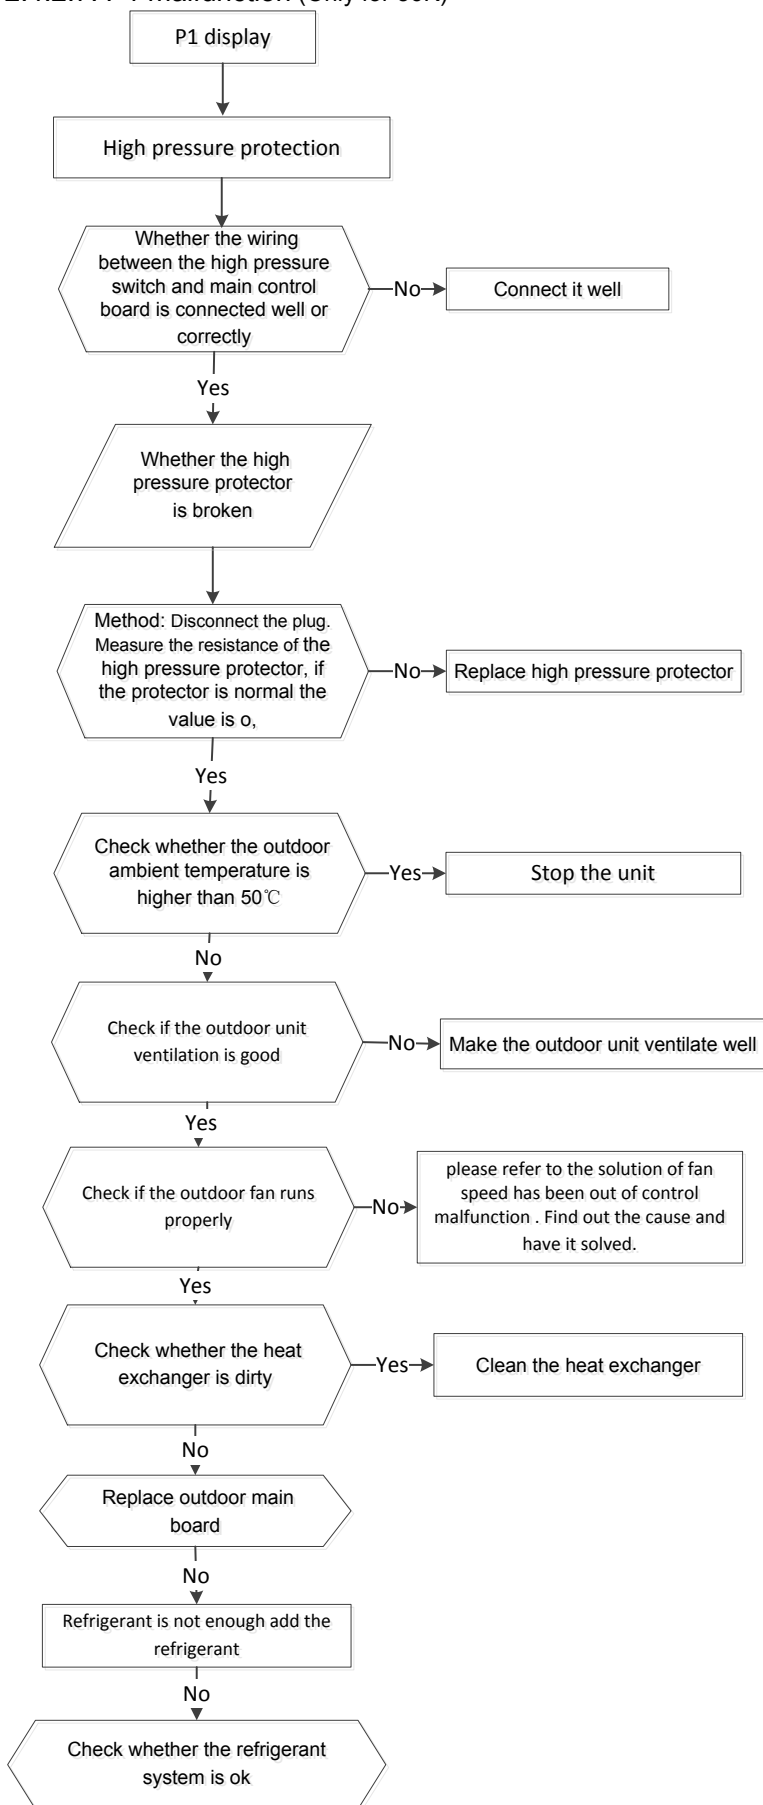 malfunction (Only for 
P1 display
High pressure protection
Whether the wiring
between the high pressure
switch and main control
board is connected well or
correctly
No
Connect it well
Yes
Whether the high
pressure protector
is broken
Method: Disconnect the plug.
Measure the resistance of the
high pressure protector, if
the protector is normal the
value is o,
No
Replace high pressure protector
Yes
Check whether the outdoor
ambient temperature is
higher than 50℃
Yes
Stop the unit
No
Check if the outdoor unit
ventilation is good
No
Make the outdoor unit ventilate well
Yes
Check if the outdoor fan runs
properly
No
please refer to the solution of fan
speed has been out of control
malfunction . Find out the cause and
have it solved.
Yes
Check whether the heat
exchanger is dirty
Yes
Clean the heat exchanger
No
Replace outdoor main
board
No
Refrigerant is not enough add the
refrigerant
No
Check whether the refrigerant
system is ok